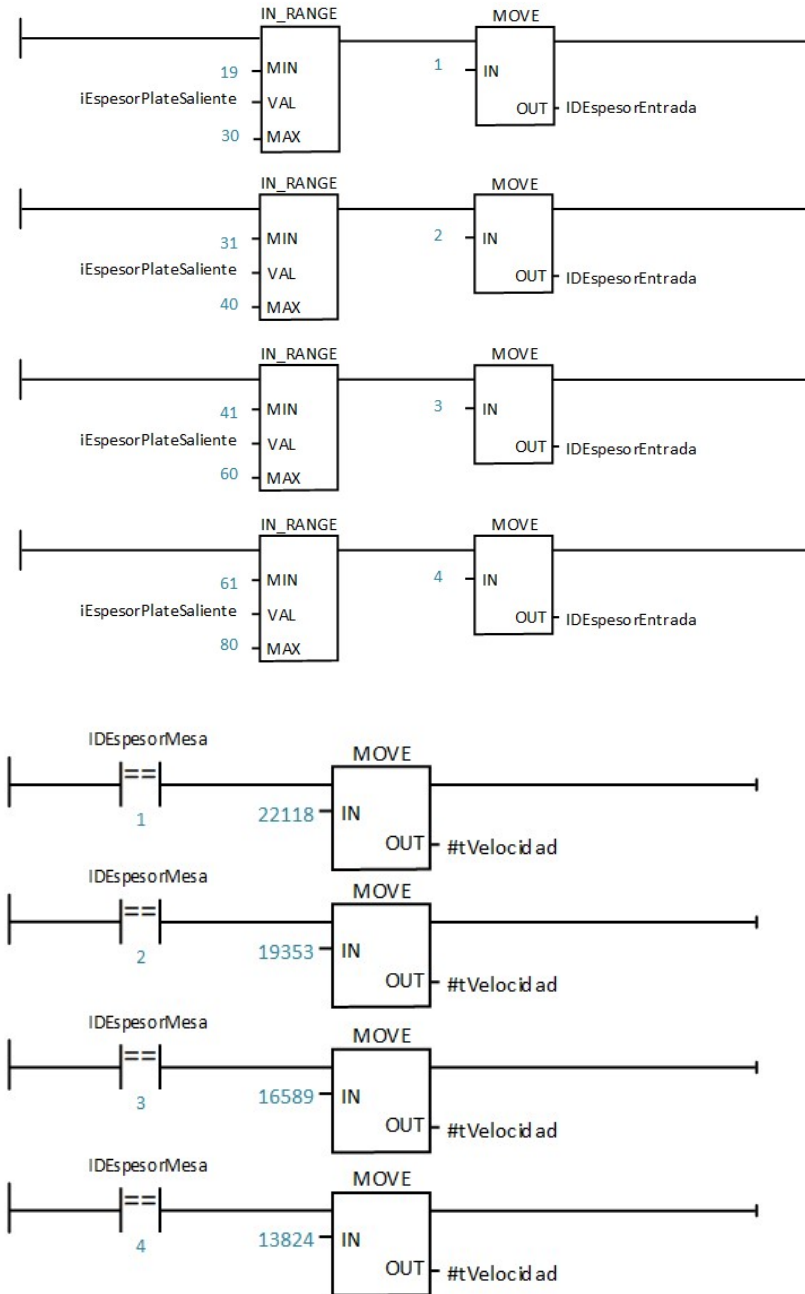 IN_RANGE MOVE
19 MIN 1 IN
iEspesorPlateSaliente VAL OUT IDEspesorEntrada
30 MAX
IN_RANGE MOVE
31 MIN 2 IN
iEspesorPlateSaliente VAL OUT IDEspesorEntrada
40 MAX
IN_RANGE MOVE
41 MIN 3 IN
iEspesorPlateSaliente VAL OUT IDEspesorEntrada
60 MAX
IN_RANGE MOVE
61 MIN 4 IN
iEspesorPlateSaliente VAL OUT IDEspesorEntrada
80 MAX
IDEspesorMesa MOVE
==
1 22118 IN
OUT #tVelocidad
IDEspesorMesa MOVE
==
2 19353 IN
OUT #tVelocidad
IDEspesorMesa MOVE
==
3 16589 IN
OUT #tVelocidad
IDEspesorMesa MOVE
==
4 13824 IN
OUT #tVelocidad